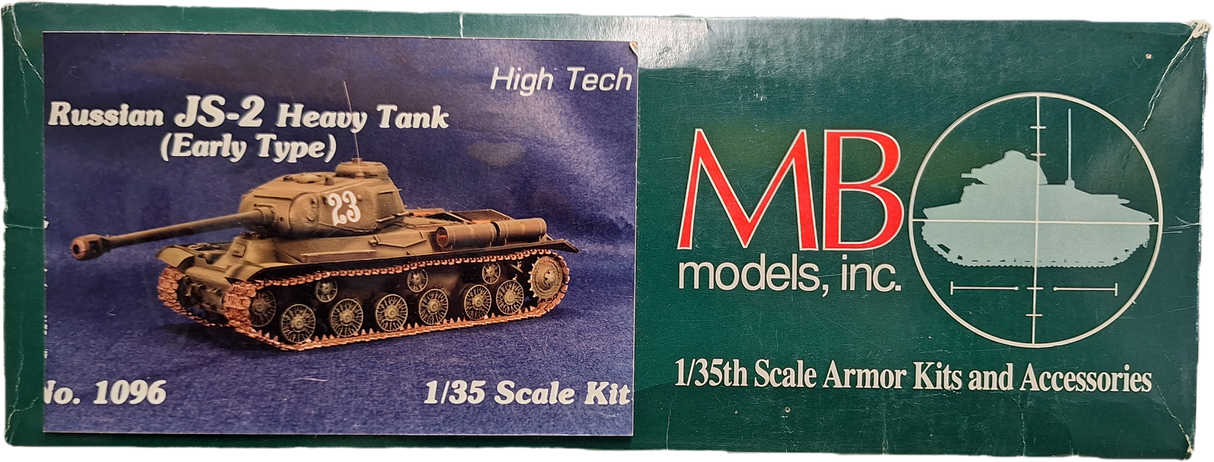 High Tech
Russian JS-2 Heavy Tank
(Early Type)
23
No. 1096
1/35 Scale Kit
MB
models, inc.
1/35th Scale Armor Kits and Accessories